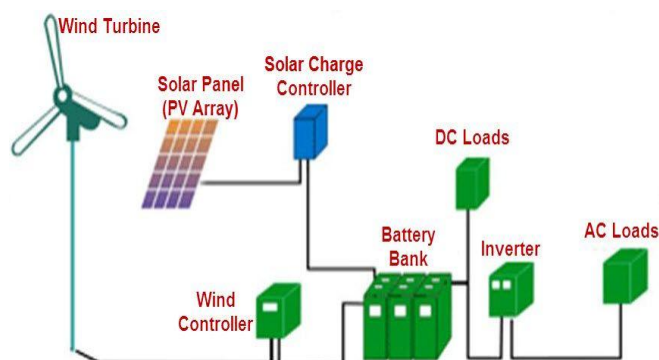 Wind Turbine
Solar Panel
(PV Array)
Solar Charge
Controller
DC Loads
Battery
Bank
Inverter
AC Loads
Wind
Controller